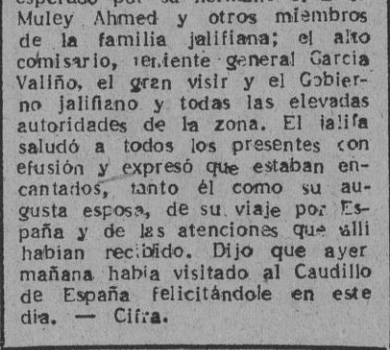 esperado por su
Muley Ahmed y otros miembros
de la familia jalifiana; el alto
comisario, teniente general García
Valiño, el gran visir y el Gobier-
no jalifiano y todas las elevadas
autoridades de la zona. El jalifa
saludó a todos los presentes con
efusión y expresó que estaban en-
cantados, tanto él como su au-
gusta esposa, de su viaje por Es-
paña y de las atenciones que allí
habían recibido. Dijo que ayer
mañana había visitado al Caudillo
de España felicitándole en este
día. — Cifra.